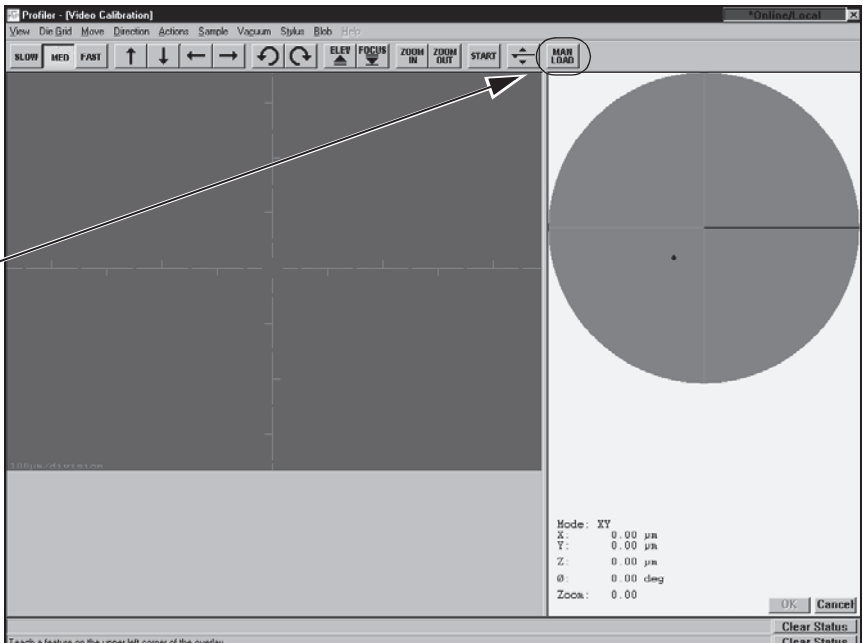 Profiler - [Video Calibration]
*Online/Local
View Die Grid Move Direction Actions Sample Vacuum Stylus Blob Help
SLOW MED FAST ELEV FOCUS ZOOM IN ZOOM OUT START MAN LOAD
100µm/division
Mode: XY
X: 0.00 µm
Y: 0.00 µm
Z: 0.00 µm
Ø: 0.00 deg
Zoom: 0.00
OK Cancel
Clear Status
Teach a feature on the upper left corner of the overlay
Clear Status